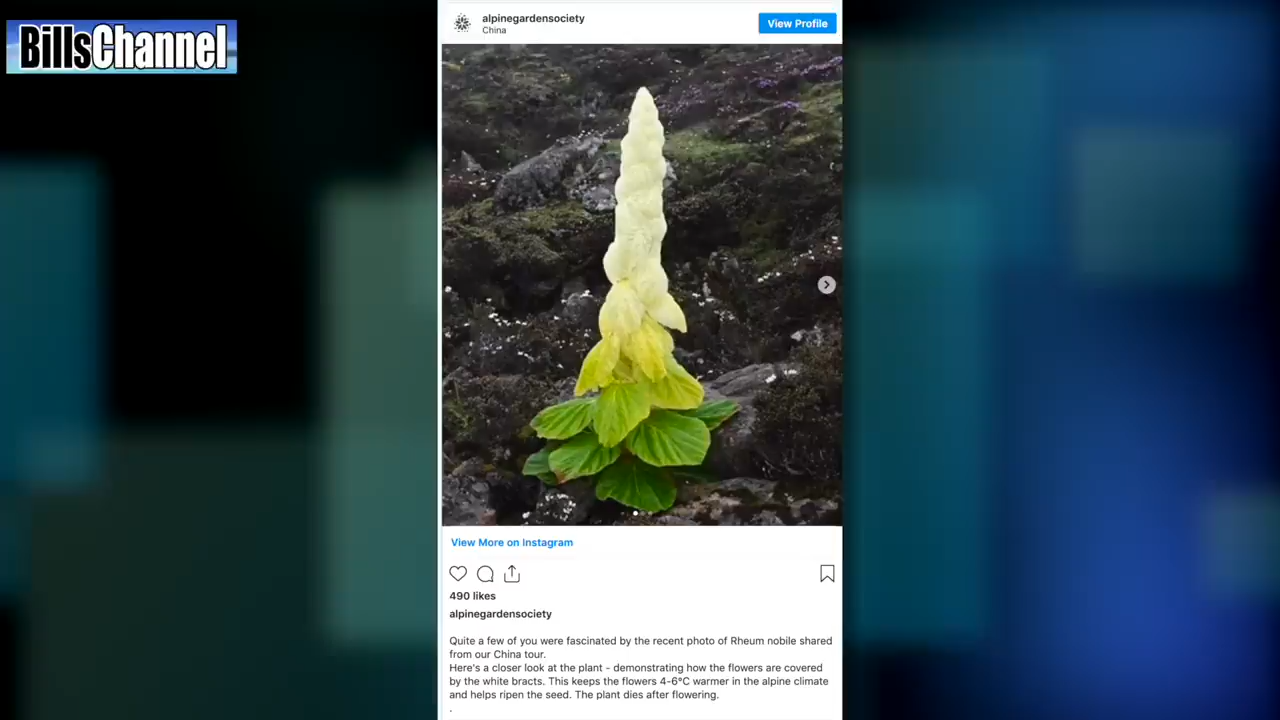 BillsChannel
alpinegardensociety
China
View Profile
View More on Instagram
490 likes
alpinegardensociety
Quite a few of you were fascinated by the recent photo of Rheum nobile shared
from our China tour.
Here's a closer look at the plant - demonstrating how the flowers are covered
by the white bracts. This keeps the flowers 4-6°C warmer in the alpine climate
and helps ripen the seed. The plant dies after flowering.
.